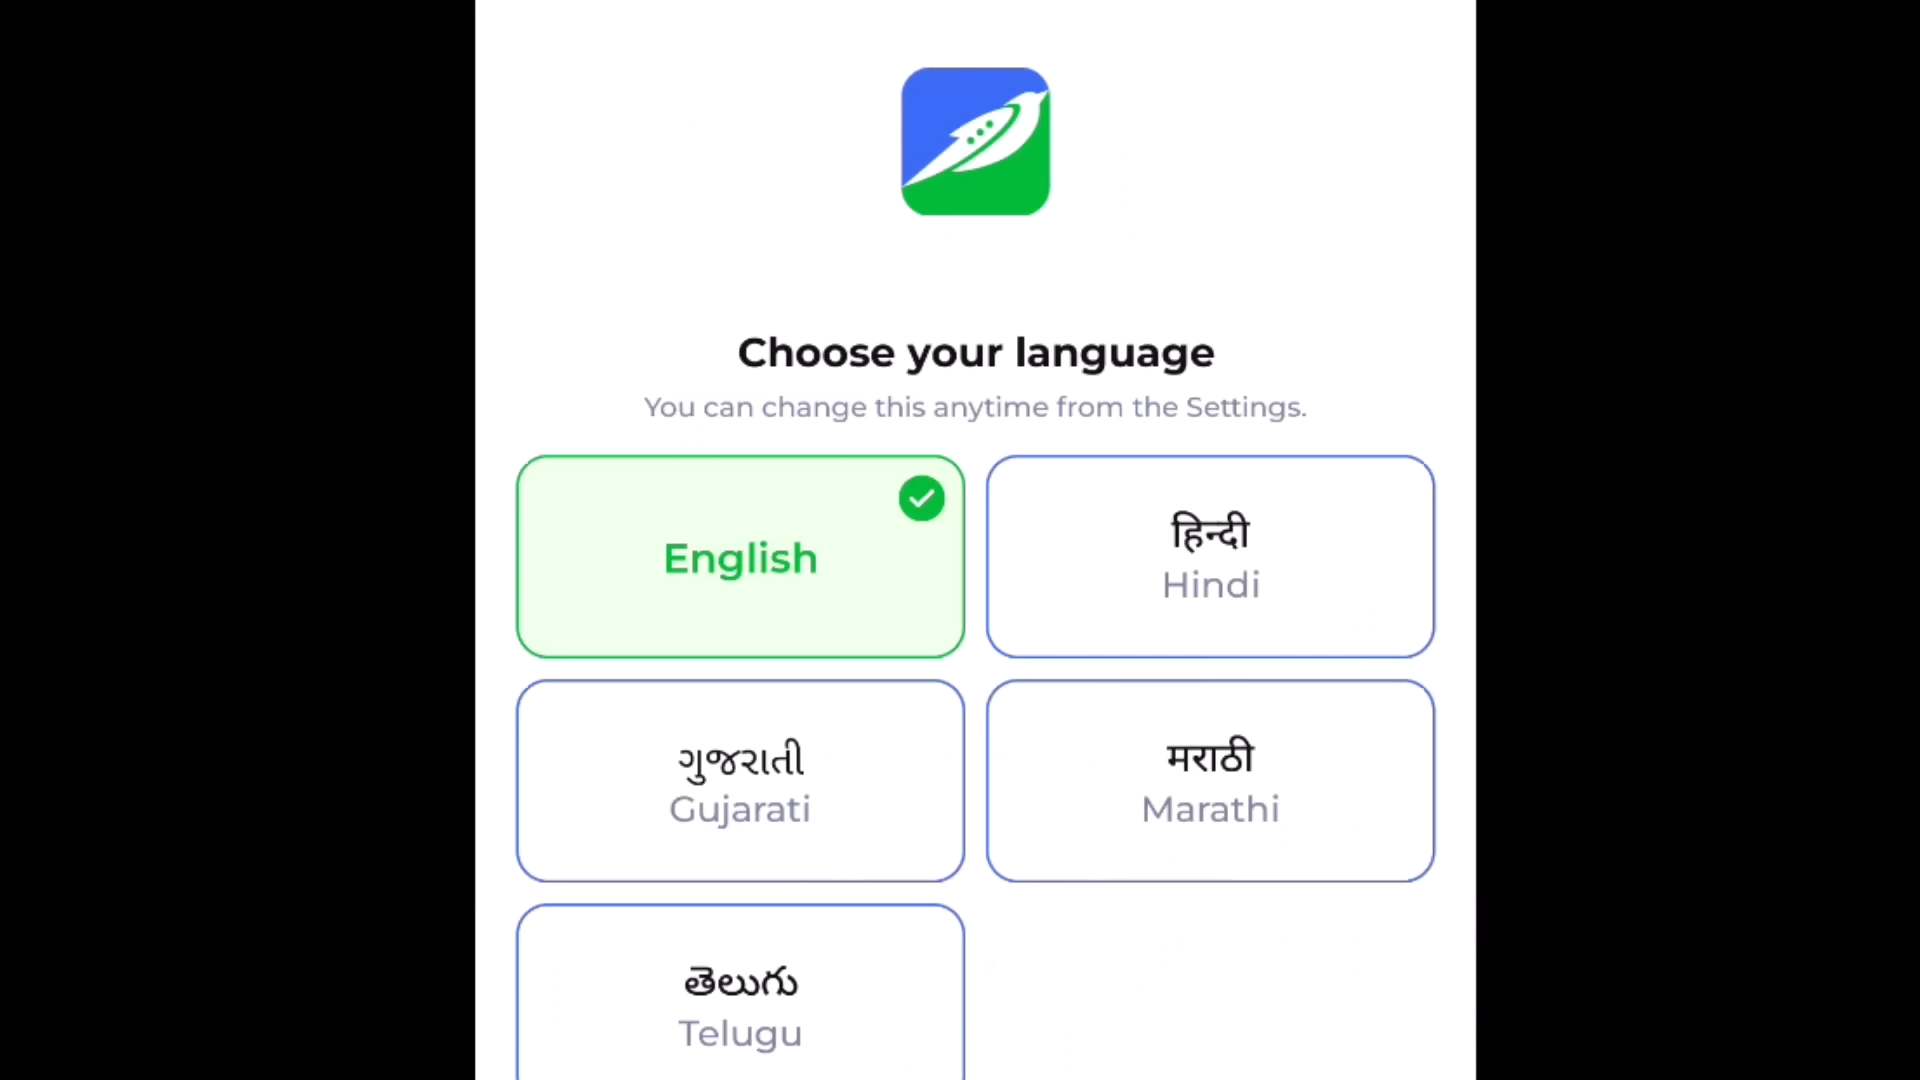 Choose your language
You can change this anytime from the Settings.
English
हिन्दी
Hindi
ગુજરાતી
Gujarati
मराठी
Marathi
తెలుగు
Telugu